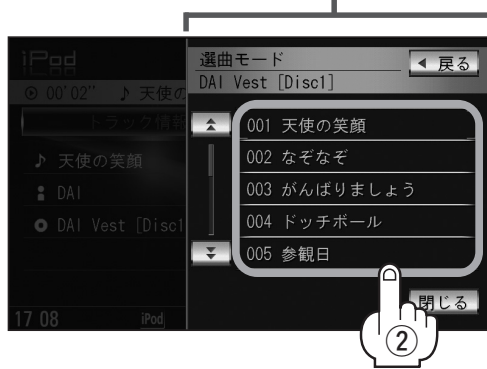 iPod
00'02" ♪ 天使の
トラック情報
♪ 天使の笑顔
DAI
DAI Vest [Disc1
17 08 iPod
選曲モード
◀ 戻る
DAI Vest [Disc1]
001 天使の笑顔
002 なぞなぞ
003 がんばりましょう
004 ドッチボール
005 参観日
閉じる
②